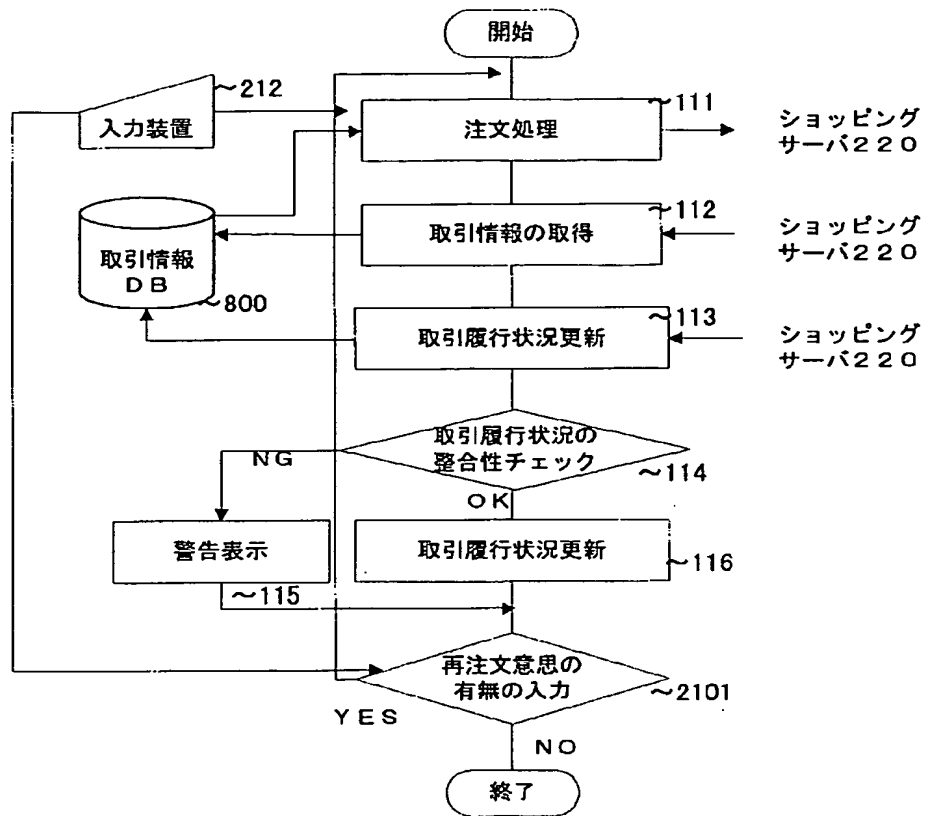 開始
～212
入力装置
注文処理
～111
ショッピング
サーバ２２０
取引情報
ＤＢ
～800
取引情報の取得
～112
ショッピング
サーバ２２０
取引履行状況更新
～113
ショッピング
サーバ２２０
取引履行状況の
整合性チェック
～114
ＮＧ
ＯＫ
警告表示
～115
取引履行状況更新
～116
再注文意思の
有無の入力
～2101
ＹＥＳ
ＮＯ
終了